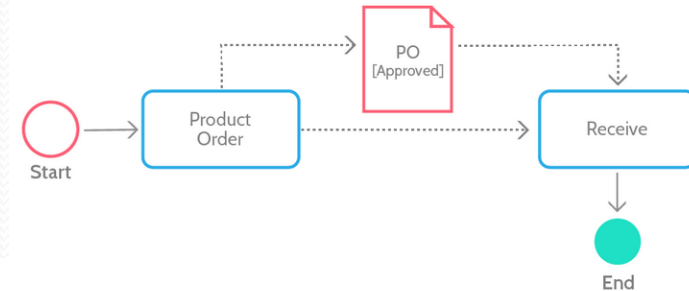 PO
[Approved]
Product
Order
Receive
Start
End